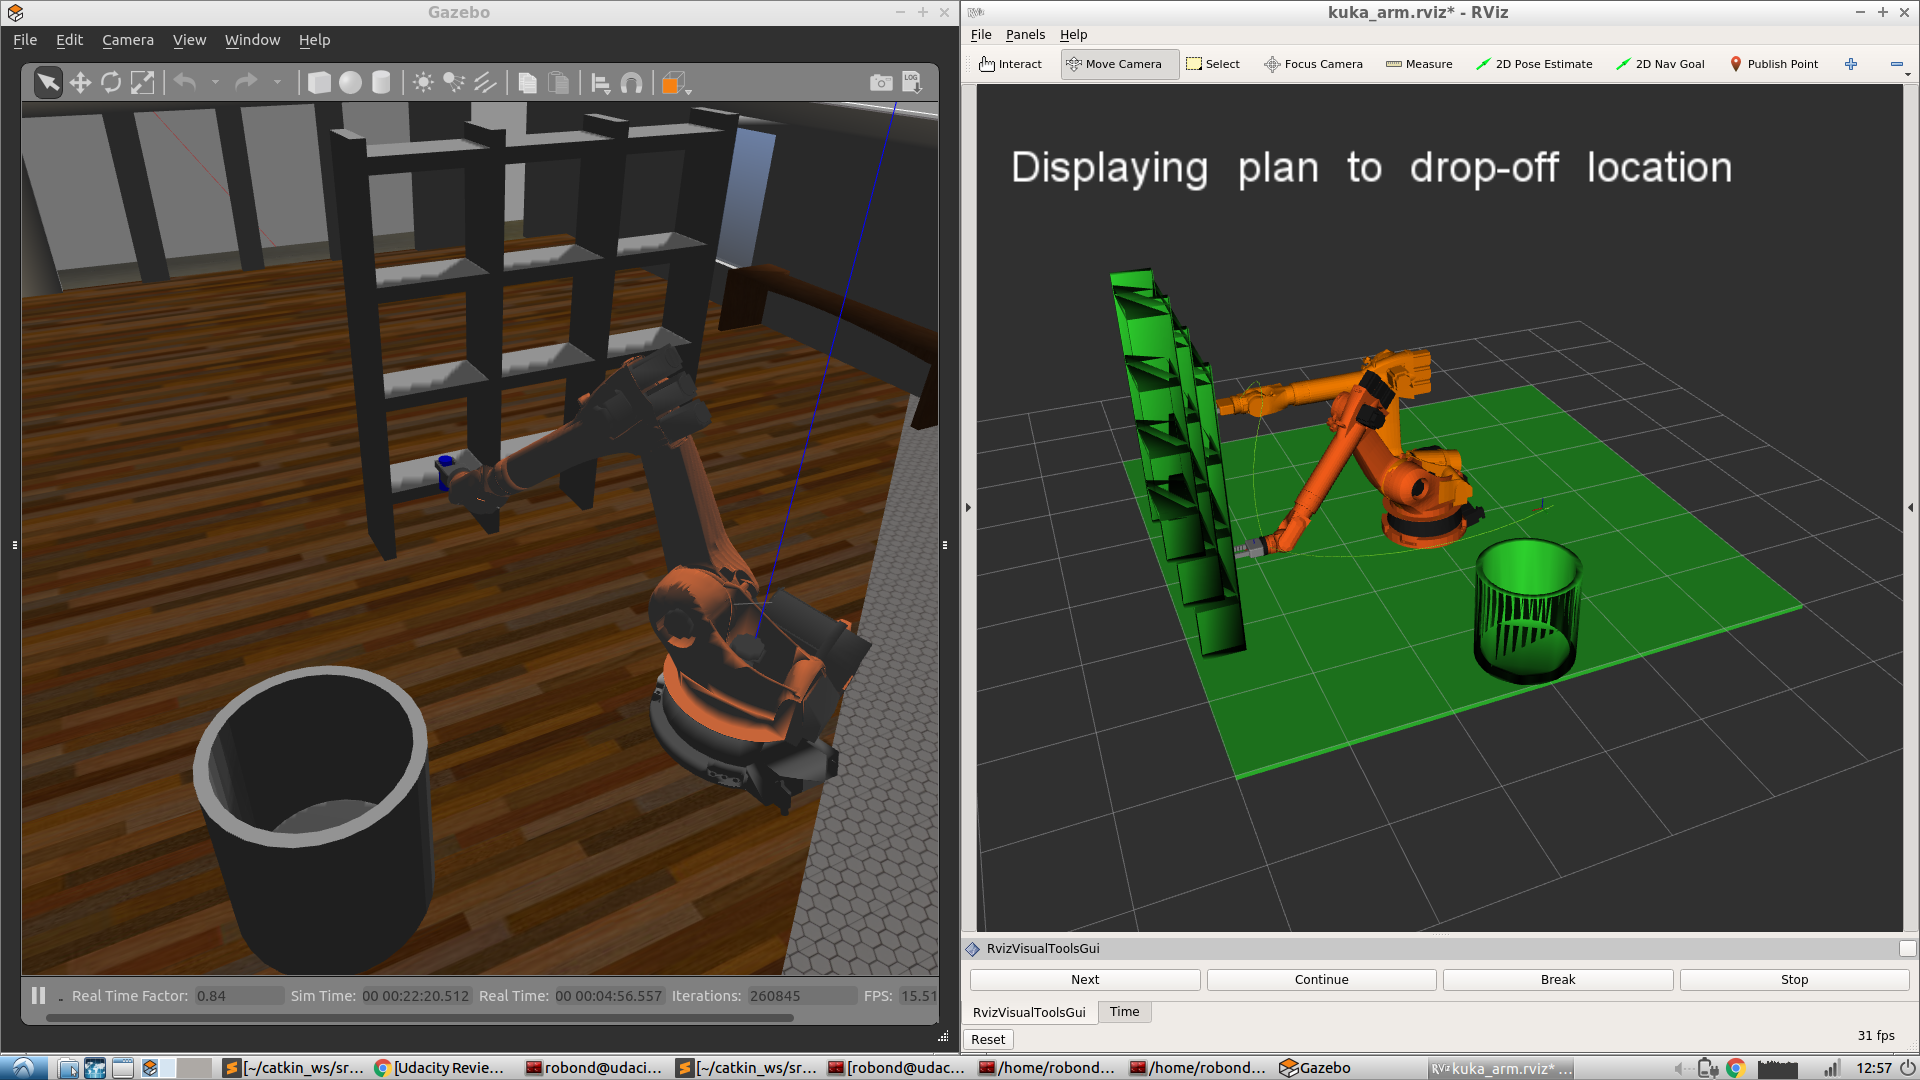 Gazebo
File Edit Camera View Window Help
LOG
Real Time Factor: 0.84 Sim Time: 00 00:22:20.512 Real Time: 00 00:04:56.557 Iterations: 260845 FPS: 15.51
kuka_arm.rviz* - RViz
File Panels Help
Interact Move Camera Select Focus Camera Measure 2D Pose Estimate 2D Nav Goal Publish Point
Displaying plan to drop-off location
RvizVisualToolsGui
Next Continue Break Stop
RvizVisualToolsGui Time
Reset 31 fps
[~/catkin_ws/sr... [Udacity Revie... robond@udaci... [~/catkin_ws/sr... [robond@udac... /home/robond... /home/robond... Gazebo kuka_arm.rviz* ... 12:57